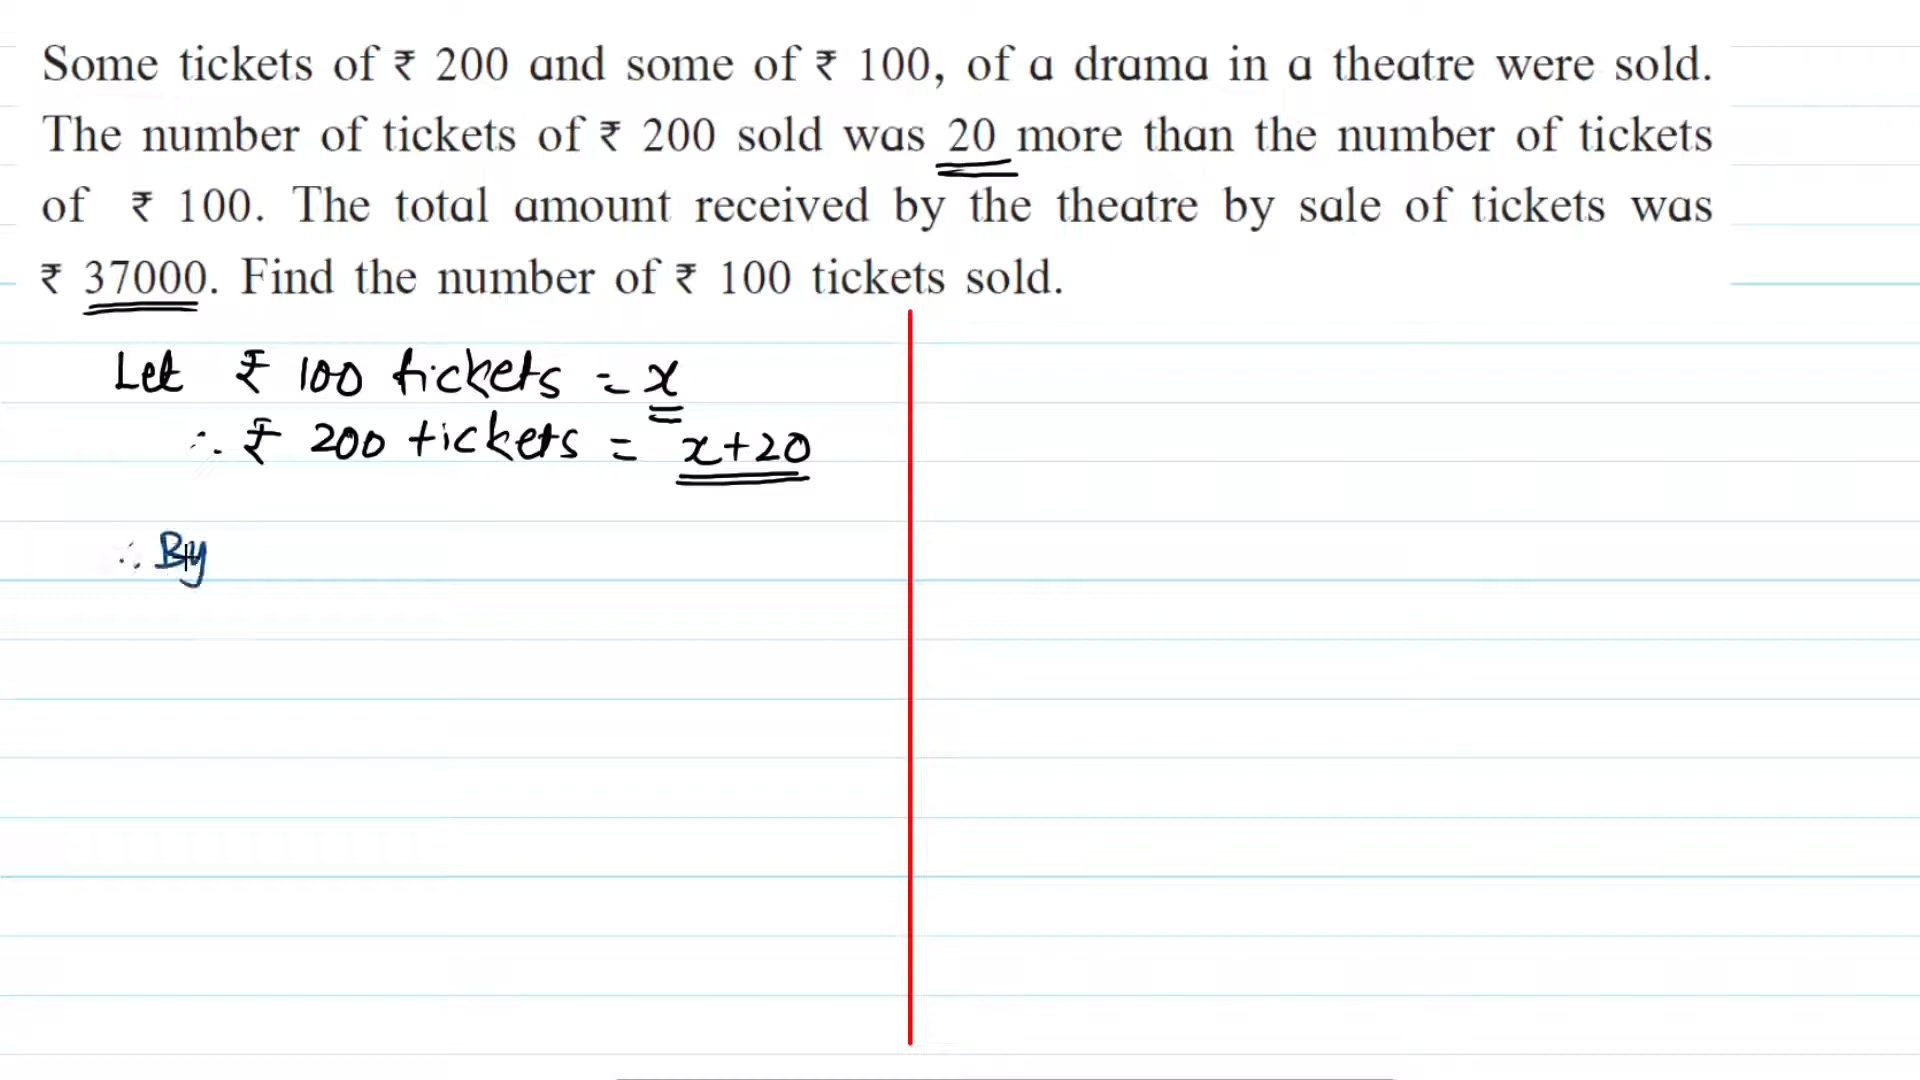 Some tickets of ₹ 200 and some of ₹ 100, of a drama in a theatre were sold.
The number of tickets of ₹ 200 sold was 20 more than the number of tickets
of ₹ 100. The total amount received by the theatre by sale of tickets was
₹ 37000. Find the number of ₹ 100 tickets sold.
Let ₹ 100 tickets = x
∴ ₹ 200 tickets = x+20
∴ By